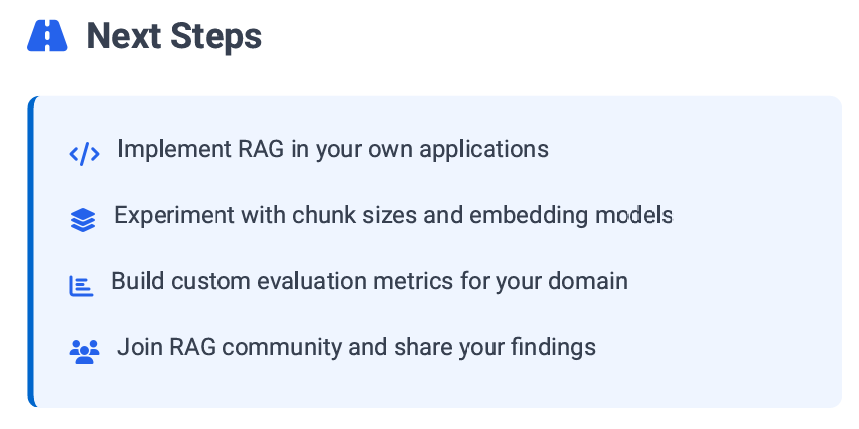 Next Steps
Implement RAG in your own applications
Experiment with chunk sizes and embedding models
Build custom evaluation metrics for your domain
Join RAG community and share your findings